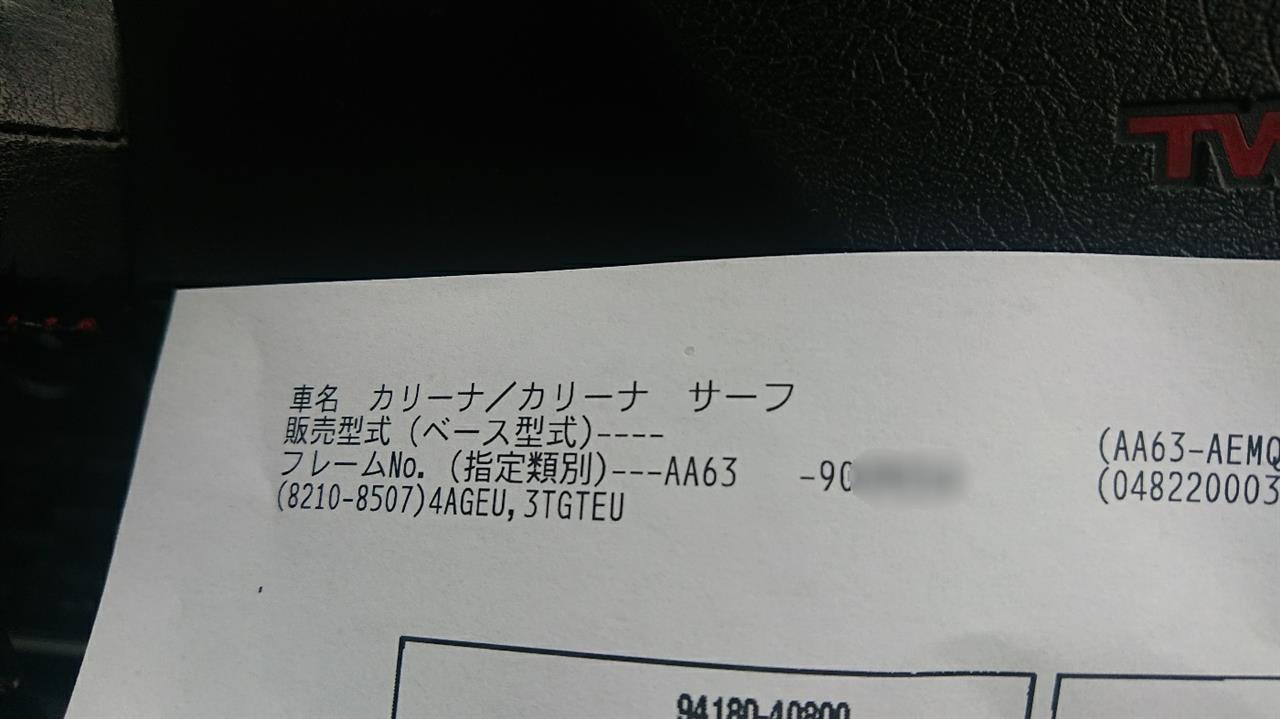 TW
車名　カリーナ／カリーナ　サーフ
販売型式（ベース型式）----
(AA63-AEMQ
フレームNo.（指定類別）---AA63　-90
(048220003
(8210-8507)4AGEU,3TGTEU
94180-40800